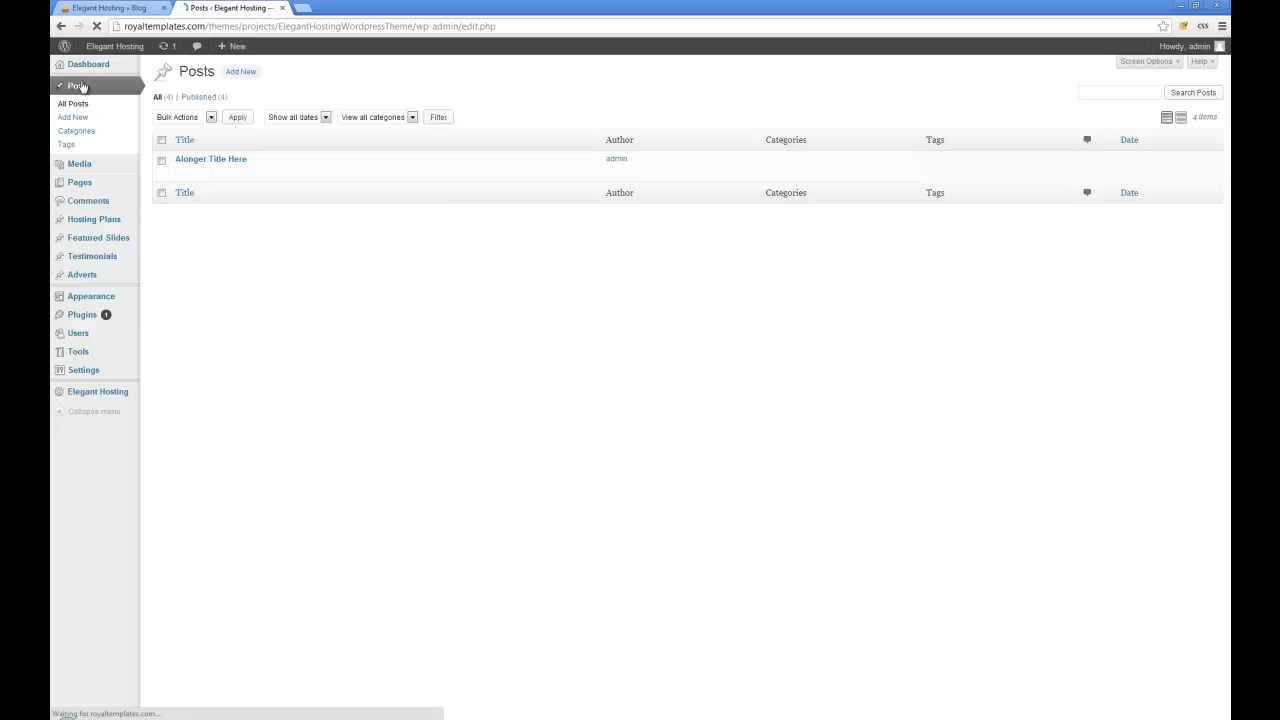 Elegant Hosting » Blog
Posts ‹ Elegant Hosting —
royaltemplates.com/themes/projects/ElegantHostingWordpressTheme/wp-admin/edit.php
css
Elegant Hosting 1 New Howdy, admin
Dashboard
Posts
All Posts
Add New
Categories
Tags
Media
Pages
Comments
Hosting Plans
Featured Slides
Testimonials
Adverts
Appearance
Plugins 1
Users
Tools
Settings
Elegant Hosting
Collapse menu
Posts Add New
Screen Options Help
All (4) | Published (4)
Search Posts
Bulk Actions Apply Show all dates View all categories Filter 4 items
Title Author Categories Tags Date
Alonger Title Here admin
Title Author Categories Tags Date
Waiting for royaltemplates.com...